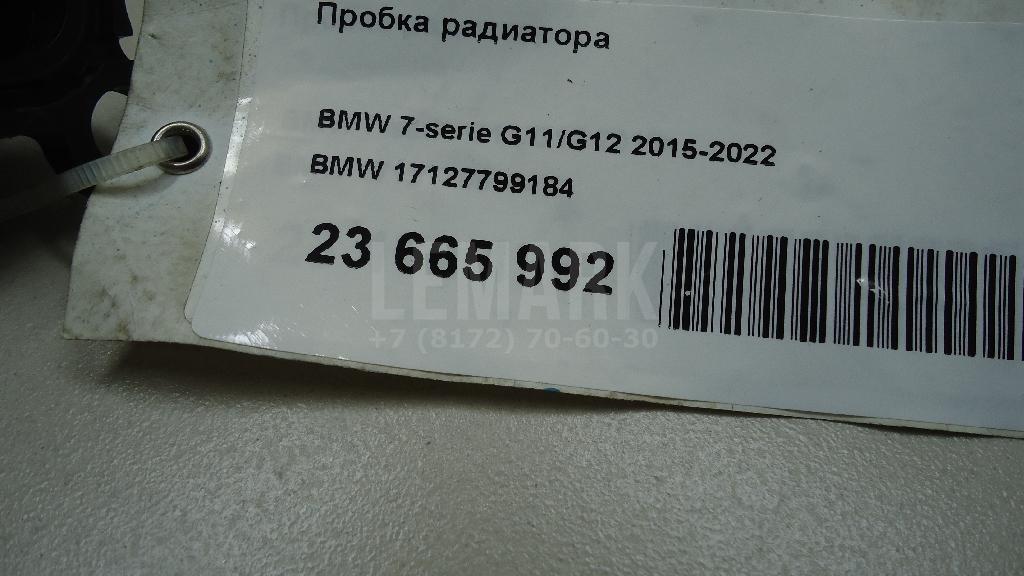 Пробка радиатора
BMW 7-serie G11/G12 2015-2022
BMW 17127799184
23 665 992
LEMARK
+7 (8172) 70-60-30